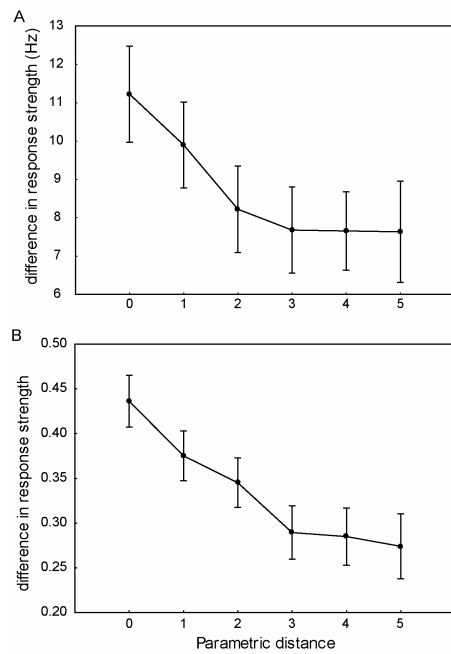 A
difference in response strength (Hz)
13
12
11
10
9
8
7
6
0 1 2 3 4 5
B
difference in response strength
0.50
0.45
0.40
0.35
0.30
0.25
0.20
0 1 2 3 4 5
Parametric distance